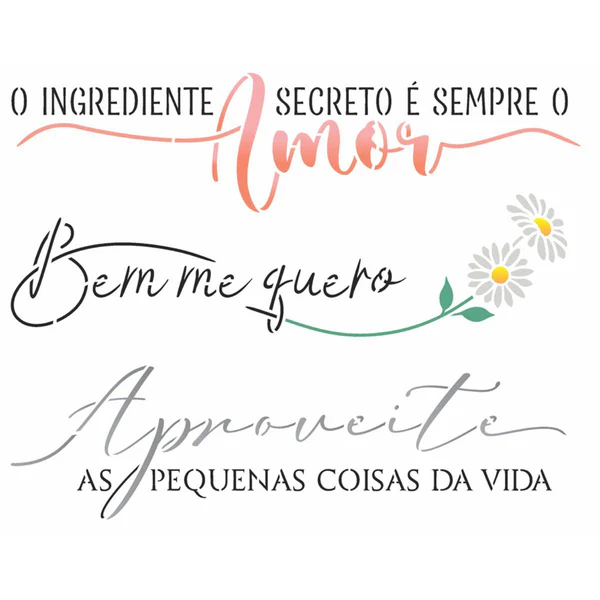 O INGREDIENTE SECRETO É SEMPRE O
Amor
Bem me quero
Aproveite
AS PEQUENAS COISAS DA VIDA